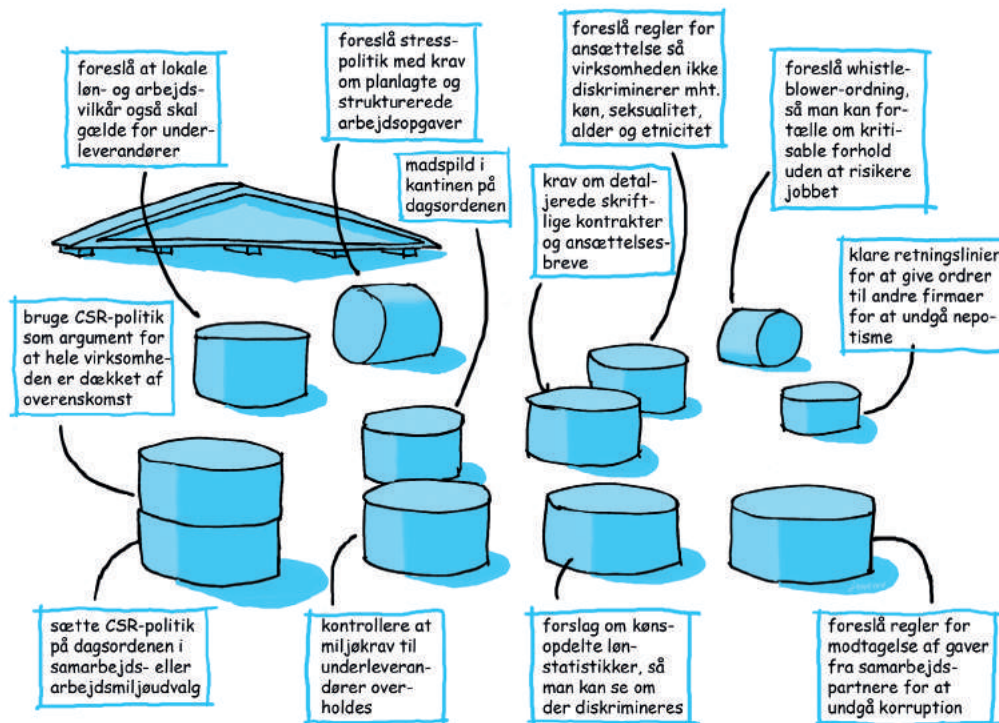 foreslå at lokale
løn- og arbejds-
vilkår også skal
gælde for under-
leverandører
foreslå stress-
politik med krav
om planlagte og
strukturerede
arbejdsopgaver
foreslå regler for
ansættelse så
virksomheden ikke
diskriminerer mht.
køn, seksualitet,
alder og etnicitet
foreslå whistle-
blower-ordning,
så man kan for-
tælle om kriti-
sable forhold
uden at risikere
jobbet
madspild i
kantinen på
dagsordenen
krav om detal-
jerede skrift-
lige kontrakter
og ansættelses-
breve
klare retningslinier
for at give ordrer
til andre firmaer
for at undgå nepo-
tisme
bruge CSR-politik
som argument for
at hele virksomhe-
den er dækket af
overenskomst
sætte CSR-politik
på dagsordenen i
samarbejds- eller
arbejdsmiljøudvalg
kontrollere at
miljøkrav til
underleveran-
dører over-
holdes
forslag om køns-
opdelte løn-
statistikker, så
man kan se om
der diskrimineres
foreslå regler for
modtagelse af gaver
fra samarbejds-
partnere for at
undgå korruption